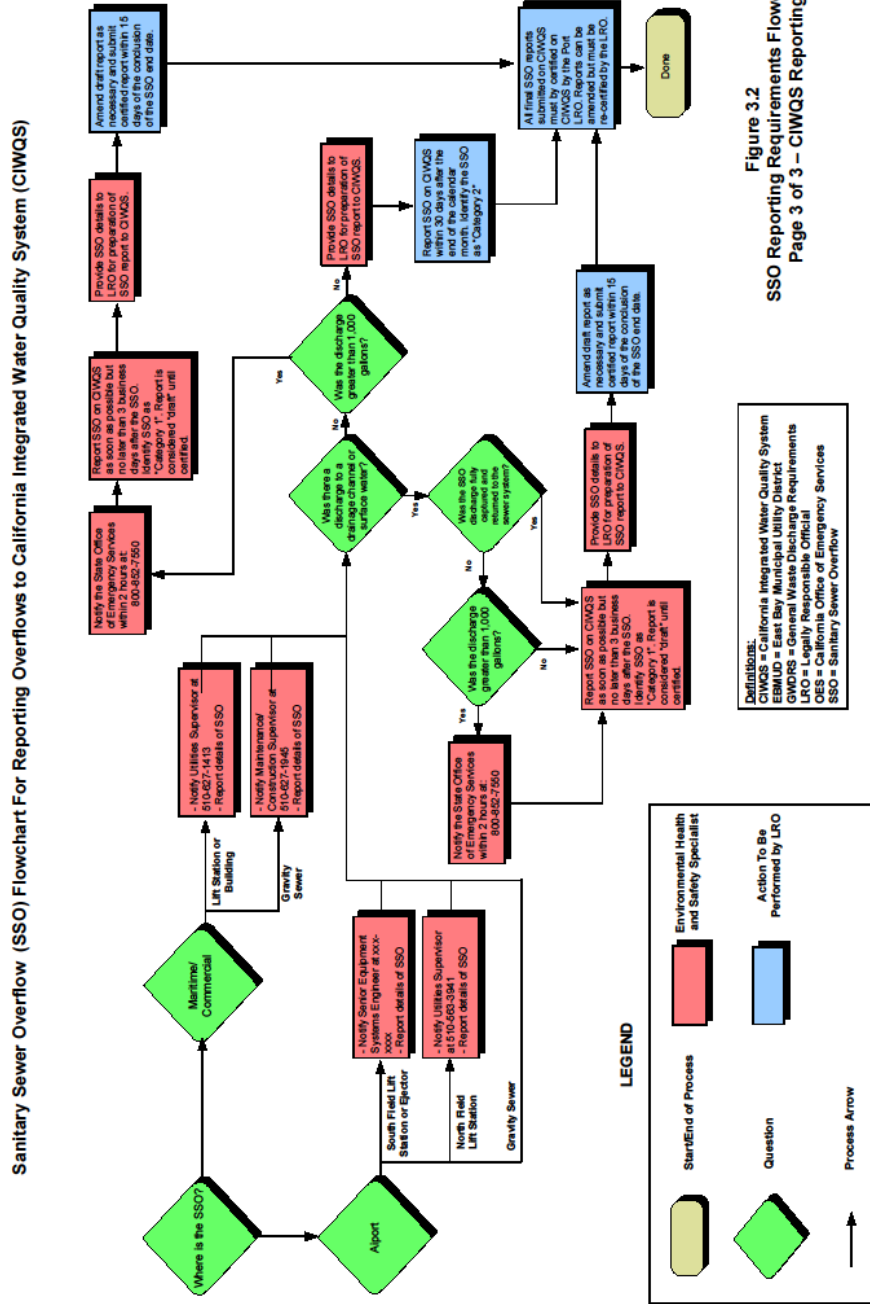 Sanitary Sewer Overflow (SSO) Flowchart For Reporting Overflows to California Integrated Water Quality System (CIWQS)
Where is the SSO?
Maritime/
Commercial
Lift Station or
Building
Gravity
Sewer
- Notify Utilities Supervisor at
510-627-1413
- Report details of SSO
- Notify Maintenance/
Construction Supervisor at
510-627-1945
- Report details of SSO
Aiport
South Field Lift
Station or Ejector
North Field
Lift Station
Gravity Sewer
- Notify Senior Equipment
Systems Engineer at xxx-
xxxx
- Report details of SSO
- Notify Utilities Supervisor
at 510-563-3941
- Report details of SSO
Was there a
discharge to a
drainage channel or
surface water?
No
Yes
Was the discharge
greater than 1,000
gallons?
Yes
No
Notify the State Office
of Emergency Services
within 2 hours at:
800-852-7550
Report SSO on CIWQS
as soon as possible but
no later than 3 business
days after the SSO.
Identify SSO as
"Category 1". Report is
considered "draft" until
certified.
Provide SSO details to
LRO for preparation of
SSO report to CIWQS.
Amend draft report as
necessary and submit
certified report within 15
days of the conclusion
of the SSO end date.
Provide SSO details to
LRO for preparation of
SSO report to CIWQS.
Report SSO on CIWQS
within 30 days after the
end of the calendar
month. Identify the SSO
as "Category 2"
Was the SSO
discharge fully
captured and
returned to the
sewer system?
No
Yes
Was the discharge
greater than 1,000
gallons?
Yes
No
Notify the State Office
of Emergency Services
within 2 hours at:
800-852-7550
Report SSO on CIWQS
as soon as possible but
no later than 3 business
days after the SSO.
Identify SSO as
"Category 1". Report is
considered "draft" until
certified.
Provide SSO details to
LRO for preparation of
SSO report to CIWQS.
Amend draft report as
necessary and submit
certified report within 15
days of the conclusion
of the SSO end date.
All final SSO reports
submitted on CIWQS
must by certified on
CIWQS by the Port
LRO. Reports can be
amended but must be
re-certified by the LRO.
Done
LEGEND
Start/End of Process
Environmental Health
and Safety Specialist
Question
Action To Be
Performed by LRO
Process Arrow
Definitions:
CIWQS = California Integrated Water Quality System
EBMUD = East Bay Municipal Utility District
GWDRS = General Waste Discharge Requirements
LRO = Legally Responsible Official
OES = California Office of Emergency Services
SSO = Sanitary Sewer Overflow
Figure 3.2
SSO Reporting Requirements Flow
Page 3 of 3 – CIWQS Reporting